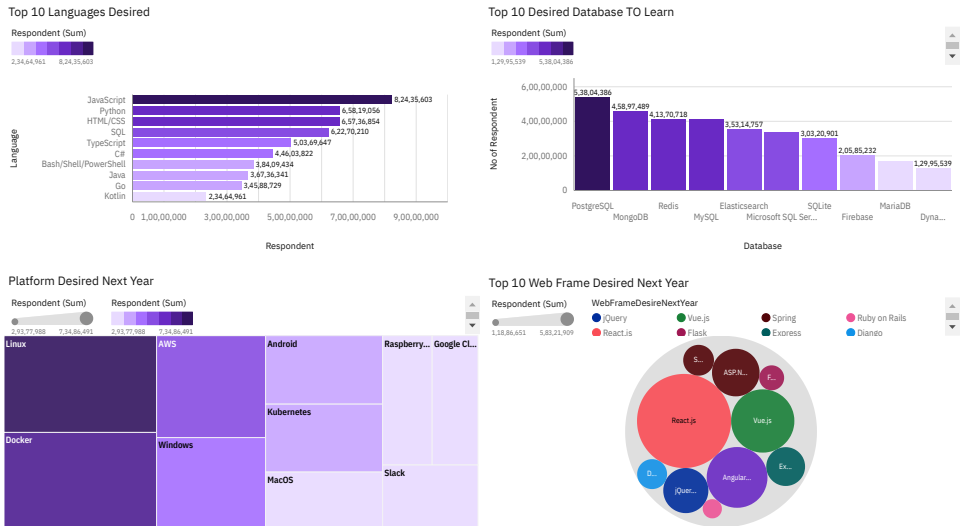 Top 10 Languages Desired
Respondent (Sum)
2,34,64,961 8,24,35,603
Language
JavaScript 8,24,35,603
Python 6,58,19,056
HTML/CSS 6,57,36,854
SQL 6,22,70,210
TypeScript 5,03,69,647
C# 4,46,03,822
Bash/Shell/PowerShell 3,84,09,434
Java 3,67,36,341
Go 3,45,88,729
Kotlin 2,34,64,961
0 1,00,00,000 3,00,00,000 5,00,00,000 7,00,00,000 9,00,00,000
Respondent
Top 10 Desired Database TO Learn
Respondent (Sum)
1,29,95,539 5,38,04,386
No of Respondent
6,00,00,000
4,00,00,000
2,00,00,000
0
5,38,04,386
4,58,97,489
4,13,70,718
3,53,14,757
3,03,20,901
2,05,85,232
1,29,95,539
PostgreSQL Redis Elasticsearch SQLite MariaDB
MongoDB MySQL Microsoft SQL Ser... Firebase Dyna...
Database
Platform Desired Next Year
Respondent (Sum) Respondent (Sum)
2,93,77,988 7,34,86,491 2,93,77,988 7,34,86,491
Linux AWS Android Raspberry... Google Cl...
Kubernetes
Docker Windows
Slack
MacOS
Top 10 Web Frame Desired Next Year
Respondent (Sum) WebFrameDesireNextYear
1,18,86,651 5,83,21,909
jQuery Vue.js Spring Ruby on Rails
React.js Flask Express Django
S...
ASP.N...
F...
React.js Vue.js
D... Ex...
jQuer... Angular...